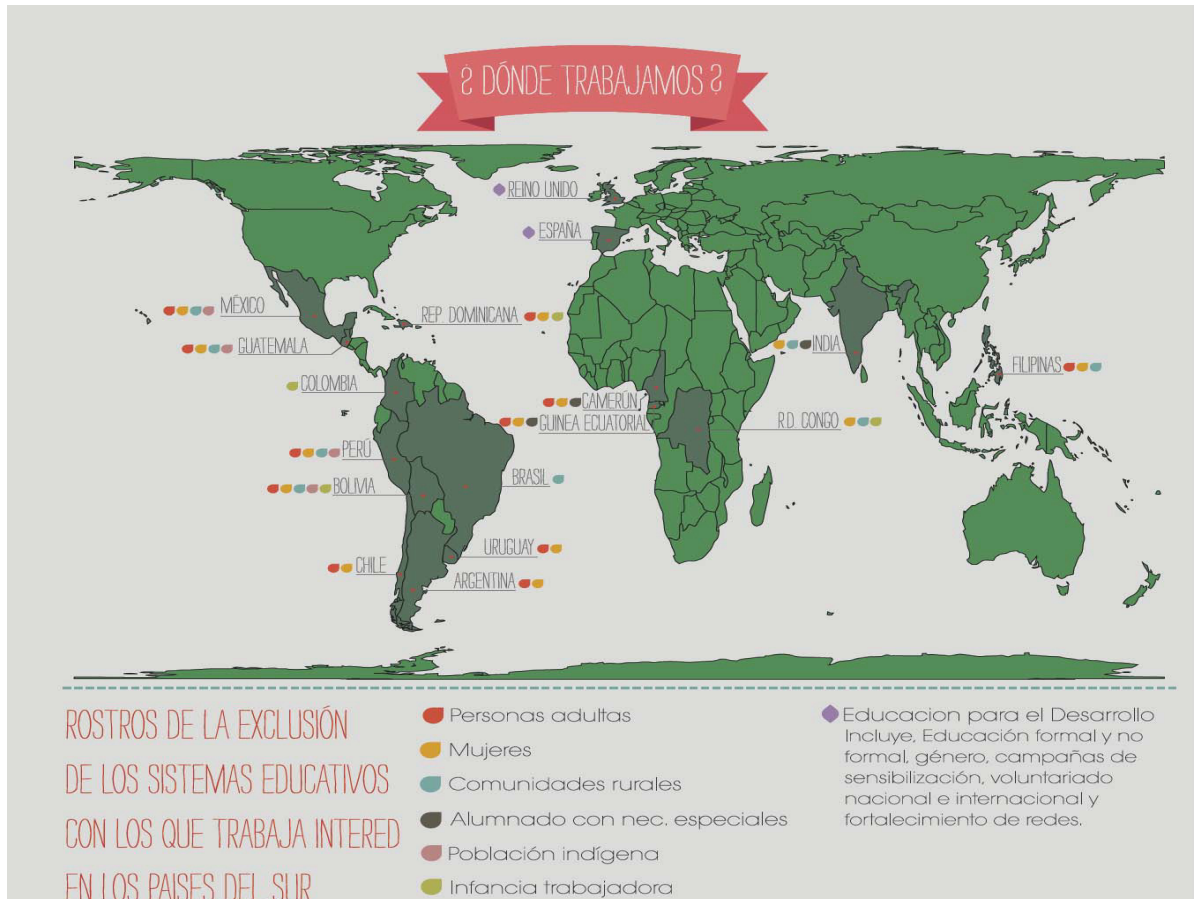 ¿ DÓNDE TRABAJAMOS ?
REINO UNIDO
ESPAÑA
MÉXICO
REP DOMINICANA
GUATEMALA
INDIA
FILIPINAS
COLOMBIA
CAMERÚN
GUINEA ECUATORIAL
R.D. CONGO
PERÚ
BRASIL
BOLIVIA
URUGUAY
CHILE
ARGENTINA
ROSTROS DE LA EXCLUSIÓN
DE LOS SISTEMAS EDUCATIVOS
CON LOS QUE TRABAJA INTERED
EN LOS PAISES DEL SUR
Personas adultas
Mujeres
Comunidades rurales
Alumnado con nec. especiales
Población indígena
Infancia trabajadora
Educacion para el Desarrollo
Incluye, Educación formal y no
formal, género, campañas de
sensibilización, voluntariado
nacional e internacional y
fortalecimiento de redes.